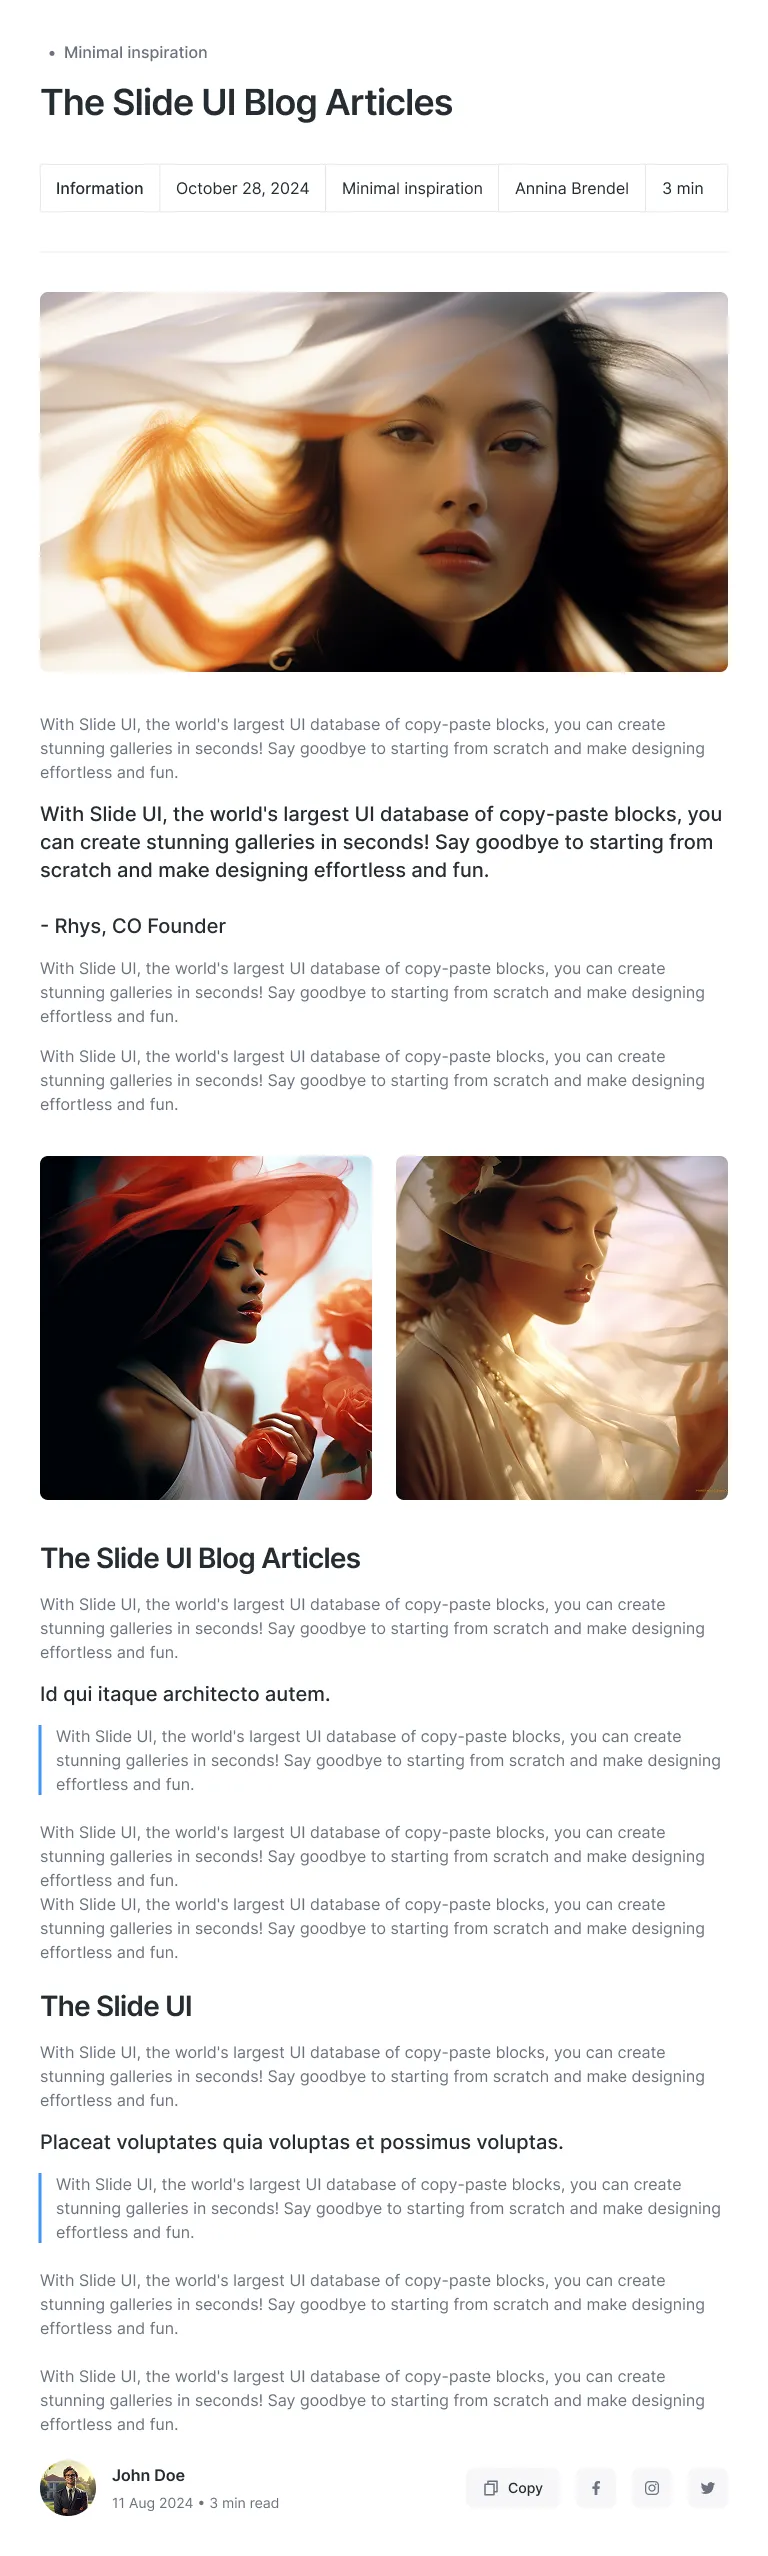 • Minimal inspiration
The Slide UI Blog Articles
Information October 28, 2024 Minimal inspiration Annina Brendel 3 min
With Slide UI, the world's largest UI database of copy-paste blocks, you can create
stunning galleries in seconds! Say goodbye to starting from scratch and make designing
effortless and fun.
With Slide UI, the world's largest UI database of copy-paste blocks, you
can create stunning galleries in seconds! Say goodbye to starting from
scratch and make designing effortless and fun.
- Rhys, CO Founder
With Slide UI, the world's largest UI database of copy-paste blocks, you can create
stunning galleries in seconds! Say goodbye to starting from scratch and make designing
effortless and fun.
With Slide UI, the world's largest UI database of copy-paste blocks, you can create
stunning galleries in seconds! Say goodbye to starting from scratch and make designing
effortless and fun.
The Slide UI Blog Articles
With Slide UI, the world's largest UI database of copy-paste blocks, you can create
stunning galleries in seconds! Say goodbye to starting from scratch and make designing
effortless and fun.
Id qui itaque architecto autem.
With Slide UI, the world's largest UI database of copy-paste blocks, you can create
stunning galleries in seconds! Say goodbye to starting from scratch and make designing
effortless and fun.
With Slide UI, the world's largest UI database of copy-paste blocks, you can create
stunning galleries in seconds! Say goodbye to starting from scratch and make designing
effortless and fun.
With Slide UI, the world's largest UI database of copy-paste blocks, you can create
stunning galleries in seconds! Say goodbye to starting from scratch and make designing
effortless and fun.
The Slide UI
With Slide UI, the world's largest UI database of copy-paste blocks, you can create
stunning galleries in seconds! Say goodbye to starting from scratch and make designing
effortless and fun.
Placeat voluptates quia voluptas et possimus voluptas.
With Slide UI, the world's largest UI database of copy-paste blocks, you can create
stunning galleries in seconds! Say goodbye to starting from scratch and make designing
effortless and fun.
With Slide UI, the world's largest UI database of copy-paste blocks, you can create
stunning galleries in seconds! Say goodbye to starting from scratch and make designing
effortless and fun.
With Slide UI, the world's largest UI database of copy-paste blocks, you can create
stunning galleries in seconds! Say goodbye to starting from scratch and make designing
effortless and fun.
John Doe
11 Aug 2024 • 3 min read
Copy